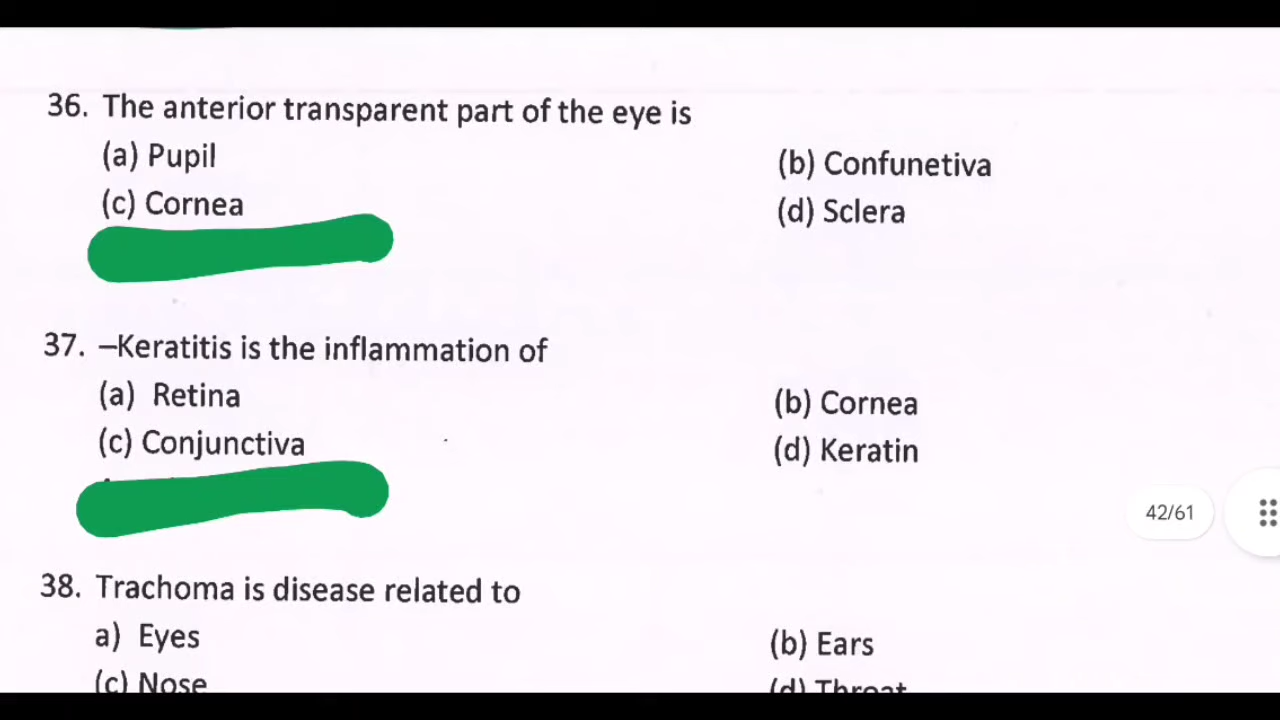 36. The anterior transparent part of the eye is
(a) Pupil
(b) Confunetiva
(c) Cornea
(d) Sclera
37. –Keratitis is the inflammation of
(a) Retina
(b) Cornea
(c) Conjunctiva
(d) Keratin
42/61
38. Trachoma is disease related to
a) Eyes
(b) Ears
(c) Nose
(d) Throat